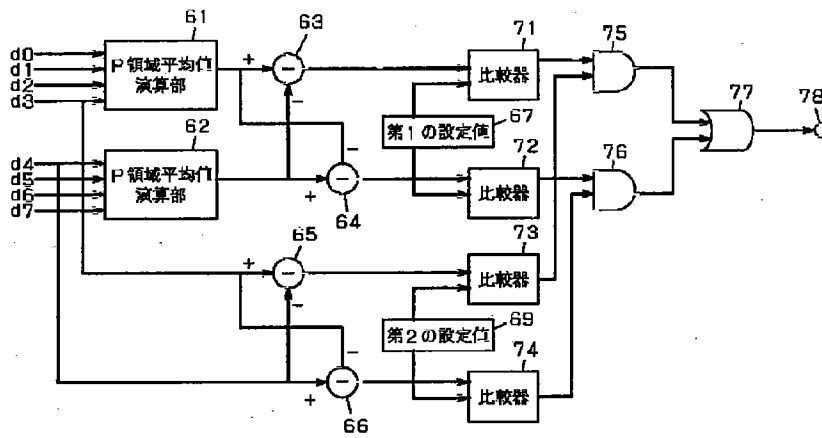 61
d0
d1
d2
d3
P領域平均値
演算部
+
−
63
−
71
比較器
75
62
d4
d5
d6
d7
P領域平均値
演算部
第1の設定値
67
−
+
−
64
72
比較器
76
77
78
65
+
−
−
73
比較器
第2の設定値
69
−
+
−
66
74
比較器